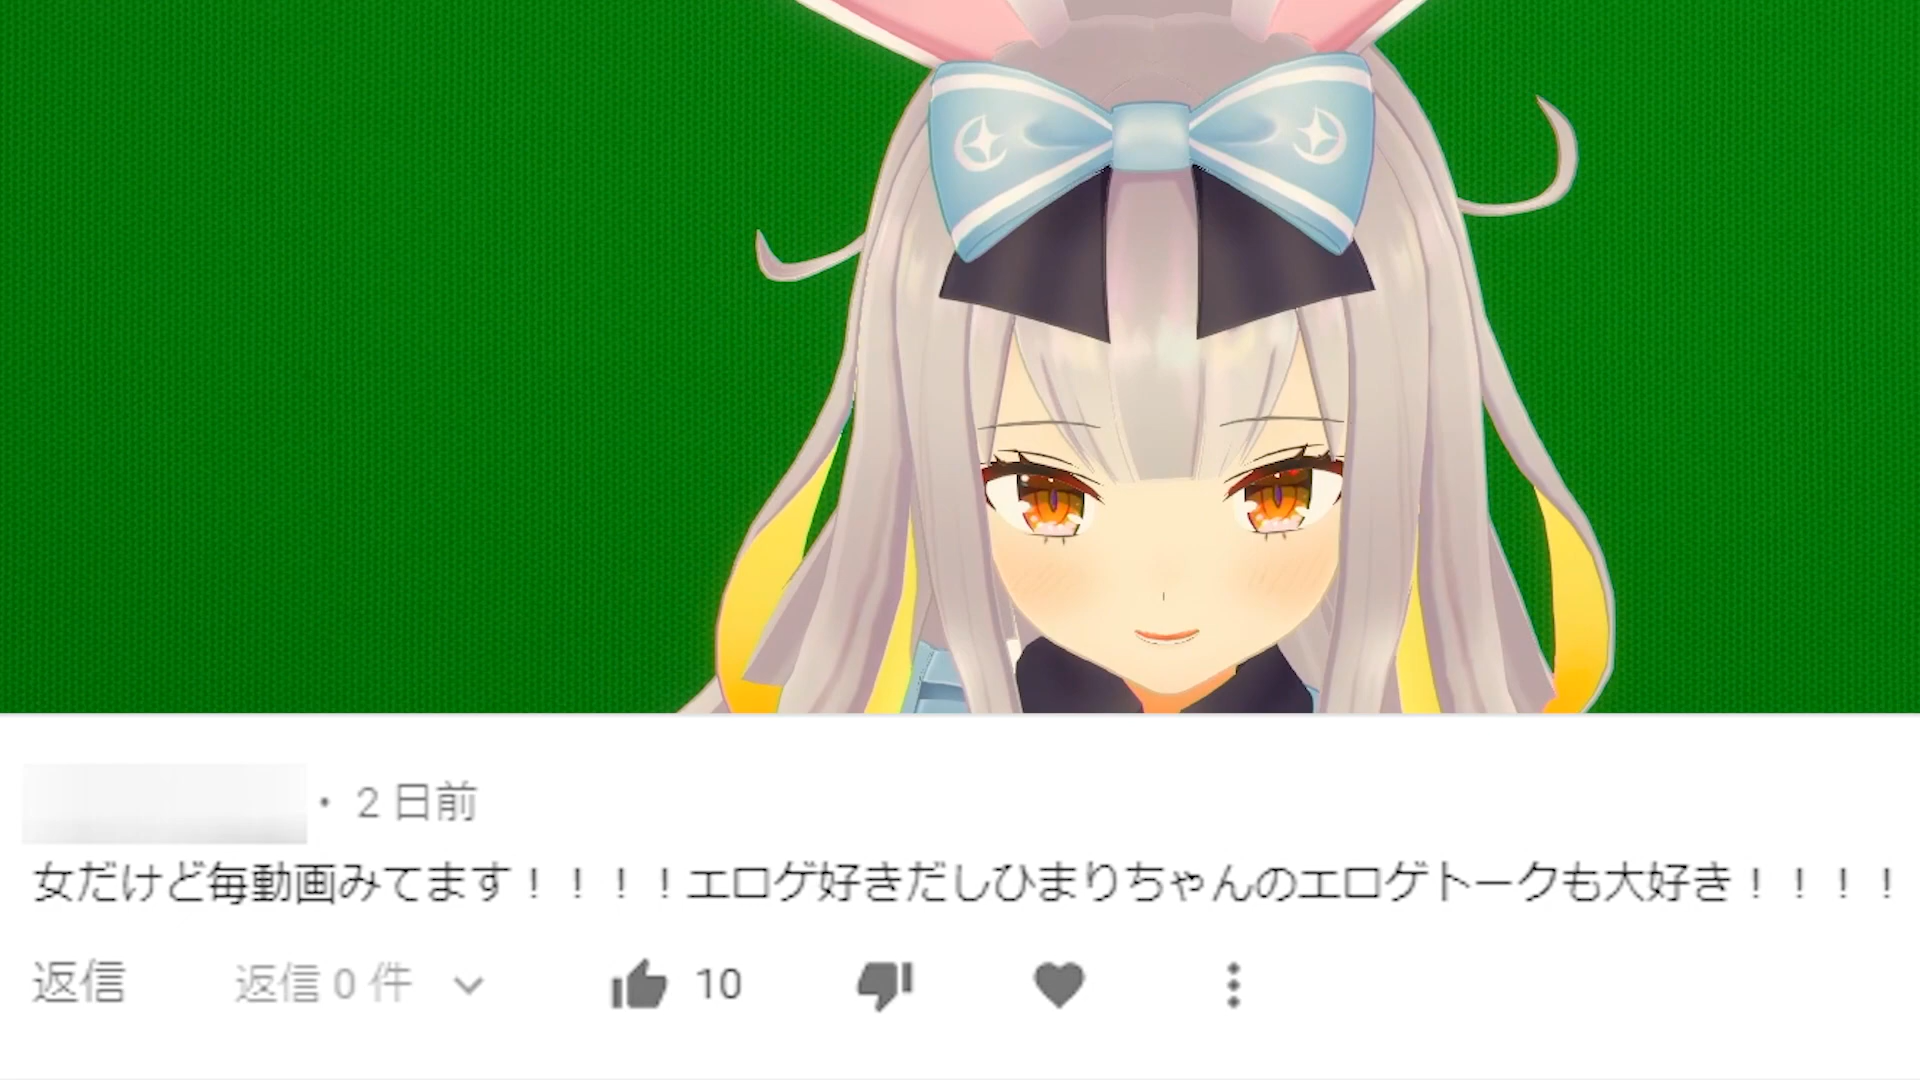 ・ 2 日前
女だけど毎動画みてます！！！！エロゲ好きだしひまりちゃんのエロゲトークも大好き！！！！
返信 返信 0 件 10